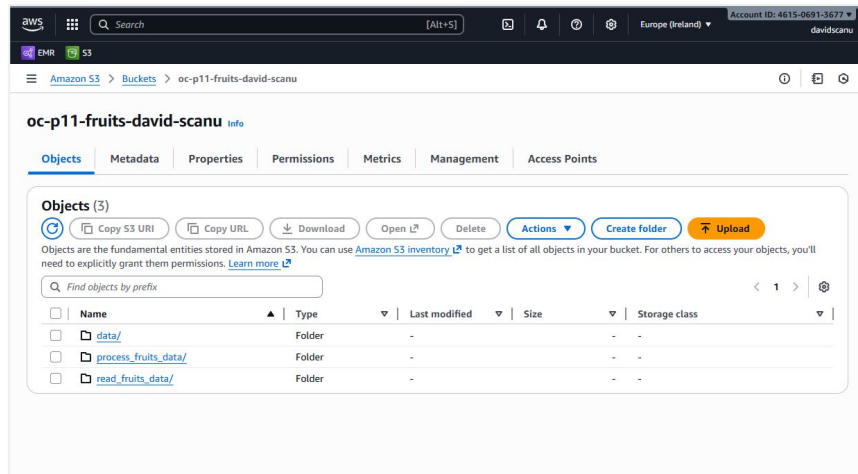 aws Search [Alt+S] Europe (Ireland) ▼ Account ID: 4615-0691-3677 ▼
davidscanu
EMR S3
Amazon S3 > Buckets > oc-p11-fruits-david-scanu
oc-p11-fruits-david-scanu Info
Objects Metadata Properties Permissions Metrics Management Access Points
Objects (3)
Copy S3 URI Copy URL Download Open Delete Actions ▼ Create folder Upload
Objects are the fundamental entities stored in Amazon S3. You can use Amazon S3 inventory to get a list of all objects in your bucket. For others to access your objects, you'll
need to explicitly grant them permissions. Learn more
Find objects by prefix < 1 >
Name ▲ Type Last modified Size Storage class
data/ Folder - - -
process_fruits_data/ Folder - - -
read_fruits_data/ Folder - - -